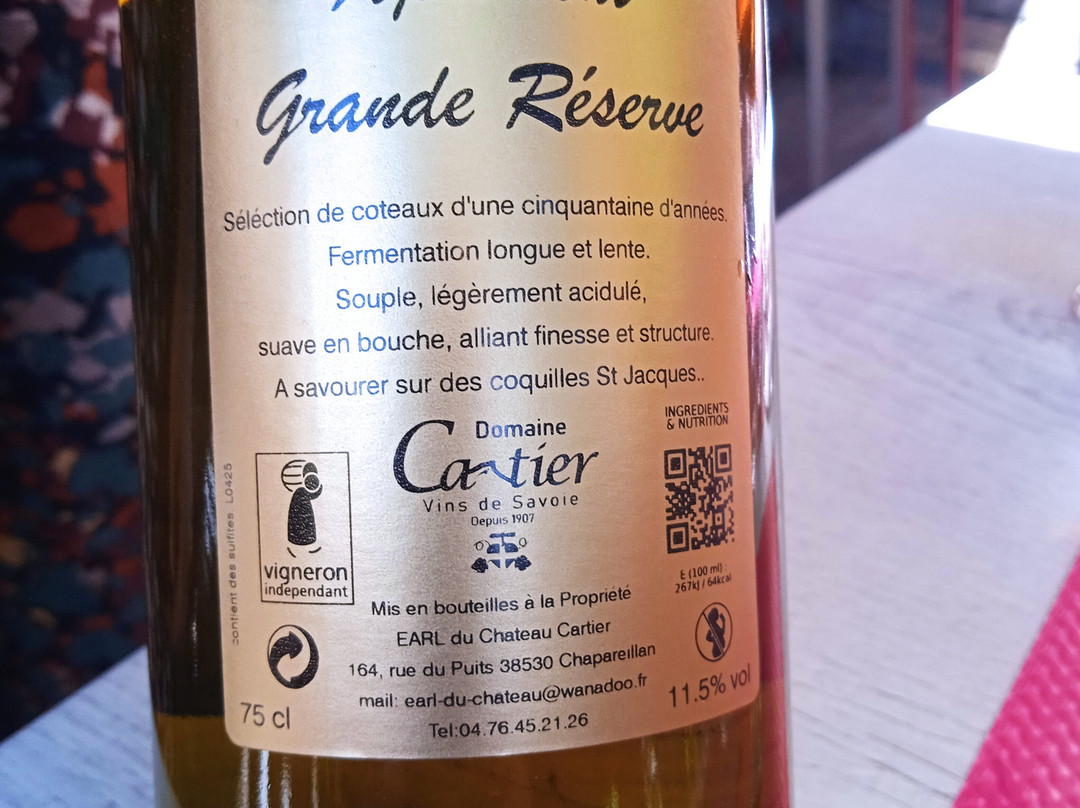 Grande Réserve
Séléction de coteaux d'une cinquantaine d'années.
Fermentation longue et lente.
Souple, légèrement acidulé,
suave en bouche, alliant finesse et structure.
A savourer sur des coquilles St Jacques..
Domaine
Cartier
Vins de Savoie
Depuis 1907
INGREDIENTS
& NUTRITION
E (100 ml) :
267kJ / 64kcal
contient des sulfites L0425
vigneron
independant
Mis en bouteilles à la Propriété
EARL du Chateau Cartier
164, rue du Puits 38530 Chapareillan
mail: earl-du-chateau@wanadoo.fr
Tel:04.76.45.21.26
75 cl
11.5% vol